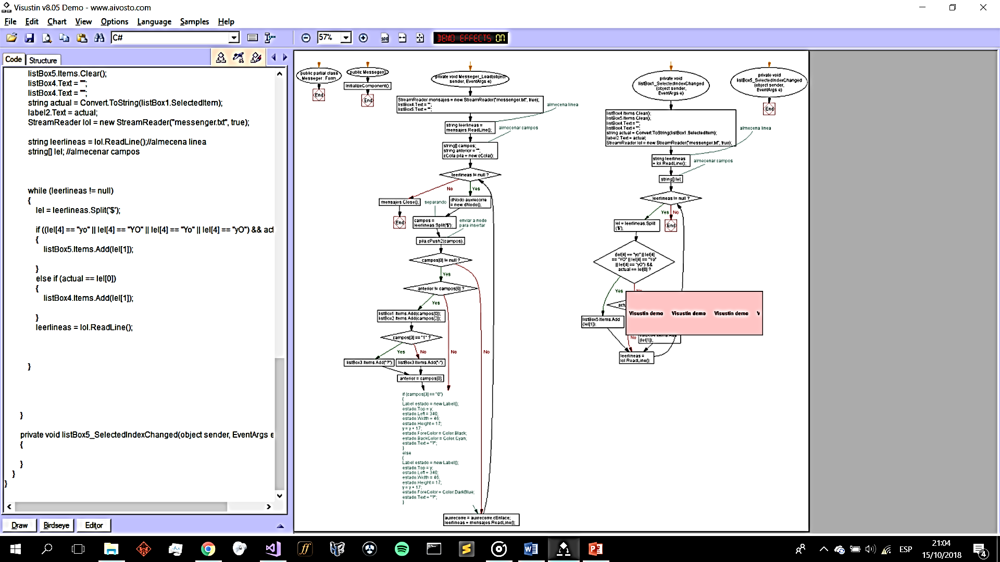 Visustin v8.05 Demo - www.aivosto.com
File Edit Chart View Options Language Samples Help
C#
57%
100
DEMO EFFECTS ON
Code Structure
listBox5.Items.Clear();
listBox4.Text = "";
listBox4.Text = "";
string actual = Convert.ToString(listBox1.SelectedItem);
label2.Text = actual;
StreamReader lol = new StreamReader("messenger.txt", true);
string leerlineas = lol.ReadLine();//almecena linea
string[] lel; //almecenar campos
while (leerlineas != null)
{
lel = leerlineas.Split('$');
if ((lel[4] == "yo" || lel[4] == "YO" || lel[4] == "Yo" || lel[4] == "yO") && act
{
listBox5.Items.Add(lel[1]);
}
else if (actual == lel[0])
{
listBox4.Items.Add(lel[1]);
}
leerlineas = lol.ReadLine();
}
}
private void listBox5_SelectedIndexChanged(object sender, EventArgs e
{
}
}
}
Draw Birdseye Editor
public partial class
Messeger : Form
End
public Messeger()
InitializeComponent();
End
private void Messeger_Load(object
sender, EventArgs e)
StreamReader mensajes = new StreamReader("messenger.txt", true);
listBox4.Text = "";
listBox5.Text = "";
almecena linea
string leerlineas =
mensajes.ReadLine();
almecenar campos
string[] campos;
string anterior = "";
cCola pila = new cCola();
leerlineas != null ?
No
Yes
mensajes.Close();
End
separando
dNodo auxrecorre
= new dNodo();
campos =
leerlineas.Split('$');
enviar a nodo
para insertar
pila.cPush2(campos);
campos[0] != null ?
Yes
anterior != campos[0] ?
Yes
listBox1.Items.Add(campos[0]);
listBox2.Items.Add(campos[2]);
campos[3] == "1" ?
Yes
No
No
No
listBox3.Items.Add("?");
listBox3.Items.Add("-");
anterior = campos[0];
if (campos[3] == "0")
{
Label estado = new Label();
estado.Top = y;
estado.Left = 340;
estado.Width = 46;
estado.Height = 17;
y = y + 17;
estado.ForeColor = Color.Black;
estado.BackColor = Color.Cyan;
estado.Text = "?";
}
else
{
Label estado = new Label();
estado.Top = y;
estado.Left = 340;
estado.Width = 46;
estado.Height = 17;
y = y + 17;
estado.ForeColor = Color.DarkBlue;
estado.Text = "?";
}
auxrecorre = auxrecorre.cEnlace;
leerlineas = mensajes.ReadLine();
private void
listBox1_SelectedIndexChanged
(object sender,
EventArgs e)
listBox4.Items.Clear();
listBox5.Items.Clear();
listBox4.Text = "";
listBox4.Text = "";
string actual = Convert.ToString(listBox1.SelectedItem);
label2.Text = actual;
StreamReader lol = new StreamReader("messenger.txt", true);
almecena linea
string leerlineas
= lol.ReadLine();
almecenar campos
string[] lel;
leerlineas != null ?
Yes
No
lel = leerlineas.Split
('$');
End
(lel[4] == "yo" || lel[4]
== "YO" || lel[4] == "Yo"
|| lel[4] == "yO") &&
actual == lel[0] ?
Yes
No
actu
Visustin demo Visustin demo Visustin demo V
listBox5.Items.Add
(lel[1]);
No
listBox4.Items.Add
(lel[1]);
leerlineas =
lol.ReadLine();
private void
listBox5_SelectedIndexChanged
(object sender,
EventArgs e)
End
ESP
21:04
15/10/2018
4